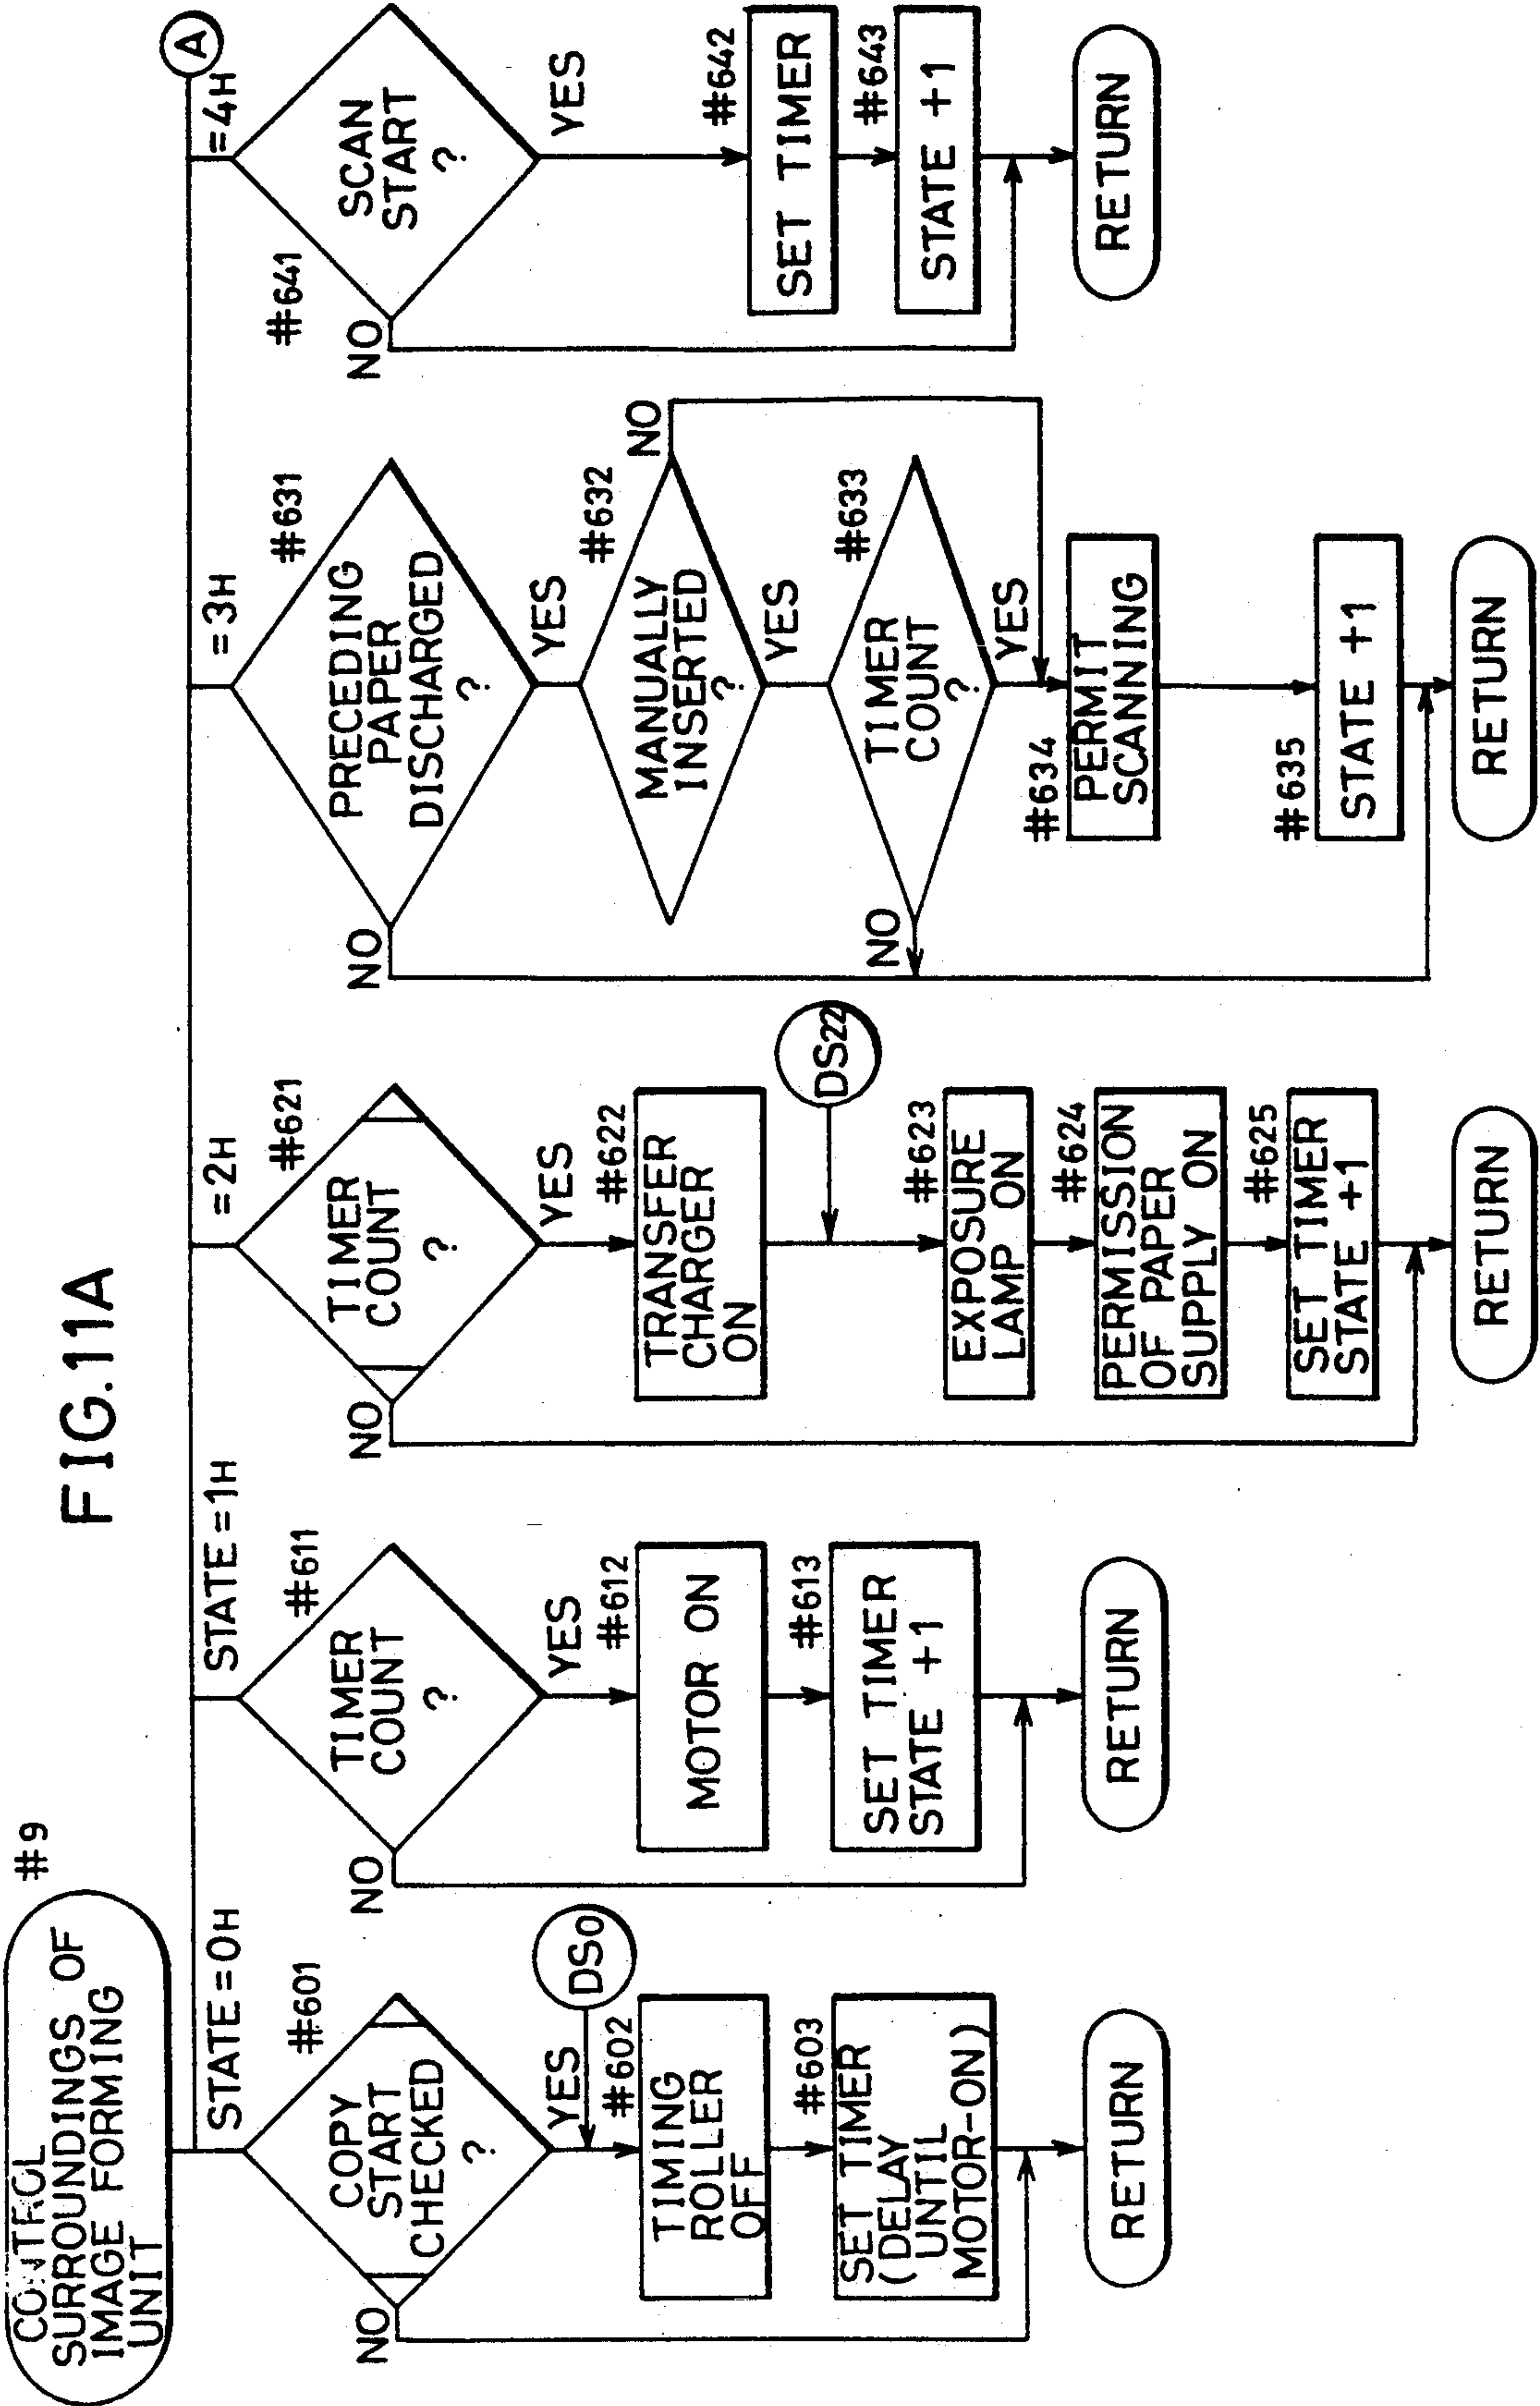 FIG.11A
CONTROL
SURROUNDINGS OF
IMAGE FORMING
UNIT
#9
STATE=0H
#601
COPY
START
CHECKED
?
NO
YES
DS0
#602
TIMING
ROLLER
OFF
#603
SET TIMER
(DELAY
UNTIL
MOTOR-ON)
RETURN
STATE=1H
#611
TIMER
COUNT
?
NO
YES
#612
MOTOR ON
#613
SET TIMER
STATE +1
RETURN
=2H
#621
TIMER
COUNT
?
NO
YES
#622
TRANSFER
CHARGER
ON
DS22
#623
EXPOSURE
LAMP ON
#624
PERMISSION
OF PAPER
SUPPLY ON
#625
SET TIMER
STATE +1
RETURN
=3H
#631
PRECEDING
PAPER
DISCHARGED
?
NO
YES
#632
MANUALLY
INSERTED
?
NO
YES
#633
TIMER
COUNT
?
NO
YES
#634
PERMIT
SCANNING
#635
STATE +1
RETURN
=4H
A
#641
SCAN
START
?
NO
YES
#642
SET TIMER
#643
STATE +1
RETURN